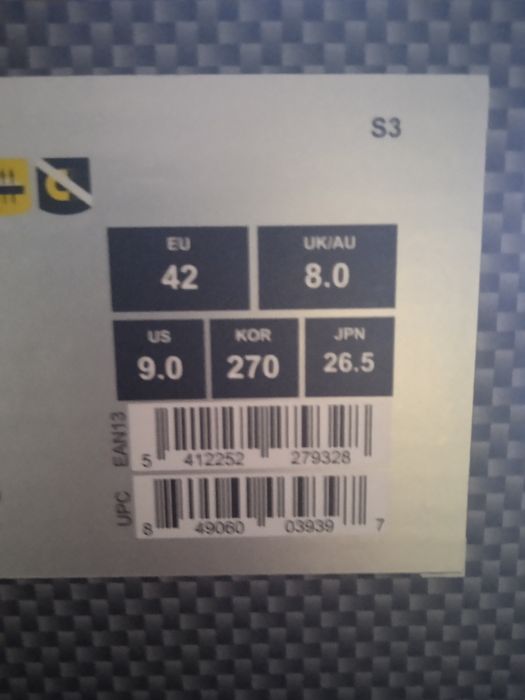 S3
EU
42
UK/AU
8.0
US
9.0
KOR
270
JPN
26.5
EAN13
5 412252 279328
UPC
8 49060 03939 7